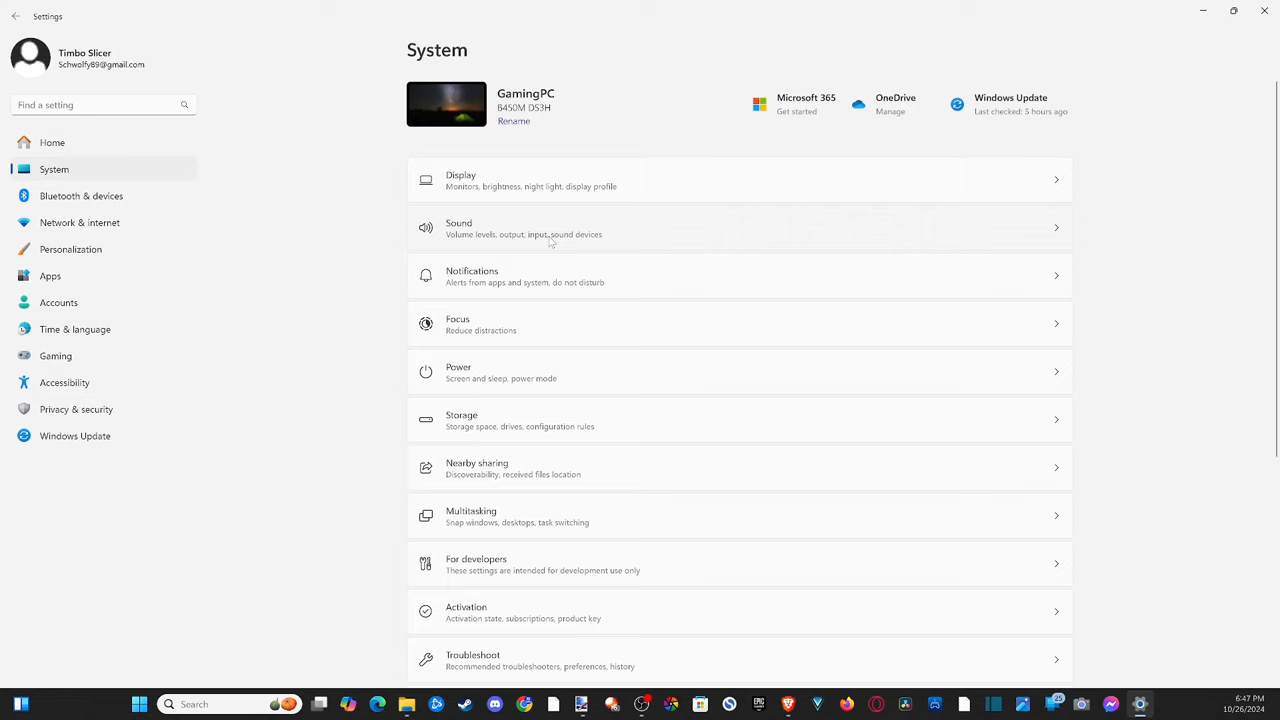 Settings
Timbo Slicer
Schwolfy89@gmail.com
Find a setting
Home
System
Bluetooth & devices
Network & internet
Personalization
Apps
Accounts
Time & language
Gaming
Accessibility
Privacy & security
Windows Update
System
GamingPC
B450M DS3H
Rename
Microsoft 365
Get started
OneDrive
Manage
Windows Update
Last checked: 5 hours ago
Display
Monitors, brightness, night light, display profile
Sound
Volume levels, output, input, sound devices
Notifications
Alerts from apps and system, do not disturb
Focus
Reduce distractions
Power
Screen and sleep, power mode
Storage
Storage space, drives, configuration rules
Nearby sharing
Discoverability, received files location
Multitasking
Snap windows, desktops, task switching
For developers
These settings are intended for development use only
Activation
Activation state, subscriptions, product key
Troubleshoot
Recommended troubleshooters, preferences, history
Search
EPIC
25
6:47 PM
10/26/2024